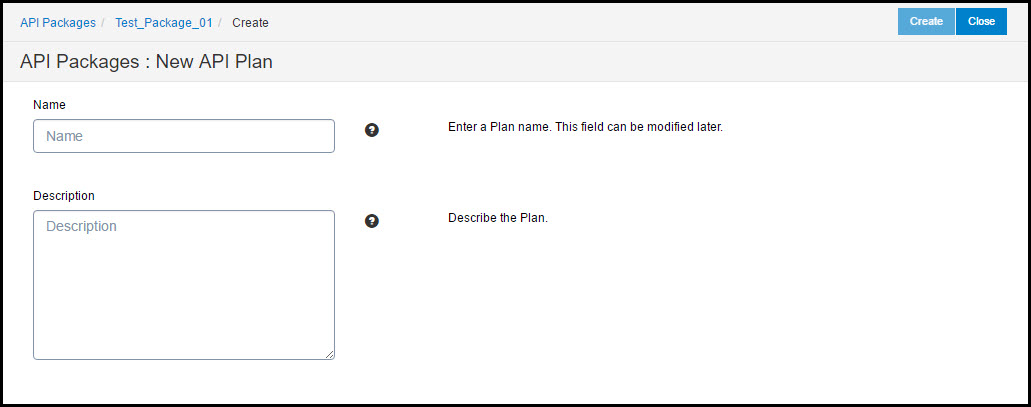 API Packages / Test_Package_01 / Create Create Close
API Packages : New API Plan
Name
Name ? Enter a Plan name. This field can be modified later.
Description
Description ? Describe the Plan.